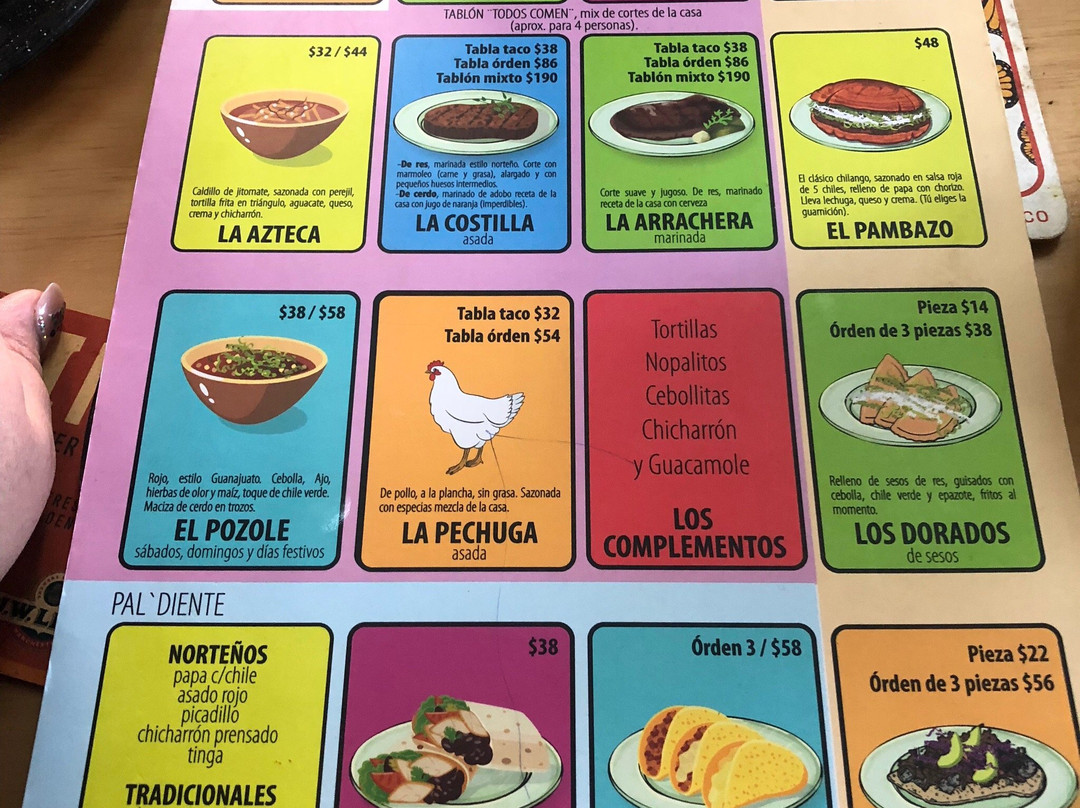 TABLÓN ¨TODOS COMEN¨, mix de cortes de la casa
(aprox. para 4 personas).
$32 / $44
Caldillo de jitomate, sazonada con perejil,
tortilla frita en triángulo, aguacate, queso,
crema y chicharrón.
LA AZTECA
Tabla taco $38
Tabla órden $86
Tablón mixto $190
-De res, marinada estilo norteño. Corte con
marmoleo (carne y grasa), alargado y con
pequeños huesos intermedios.
-De cerdo, marinado de adobo receta de la
casa con jugo de naranja (imperdibles).
LA COSTILLA
asada
Tabla taco $38
Tabla órden $86
Tablón mixto $190
Corte suave y jugoso. De res, marinado
receta de la casa con cerveza
LA ARRACHERA
marinada
$48
El clásico chilango, sazonado en salsa roja
de 5 chiles, relleno de papa con chorizo.
Lleva lechuga, queso y crema. (Tú eliges la
guarnición).
EL PAMBAZO
CO
$38 / $58
Rojo, estilo Guanajuato. Cebolla, Ajo,
hierbas de olor y maíz, toque de chile verde.
Maciza de cerdo en trozos.
EL POZOLE
sábados, domingos y días festivos
Tabla taco $32
Tabla órden $54
De pollo, a la plancha, sin grasa. Sazonada
con especias mezcla de la casa.
LA PECHUGA
asada
Tortillas
Nopalitos
Cebollitas
Chicharrón
y Guacamole
LOS
COMPLEMENTOS
Pieza $14
Órden de 3 piezas $38
Relleno de sesos de res, guisados con
cebolla, chile verde y epazote, fritos al
momento.
LOS DORADOS
de sesos
PAL`DIENTE
NORTEÑOS
papa c/chile
asado rojo
picadillo
chicharrón prensado
tinga
TRADICIONALES
$38
Órden 3 / $58
Pieza $22
Órden de 3 piezas $56